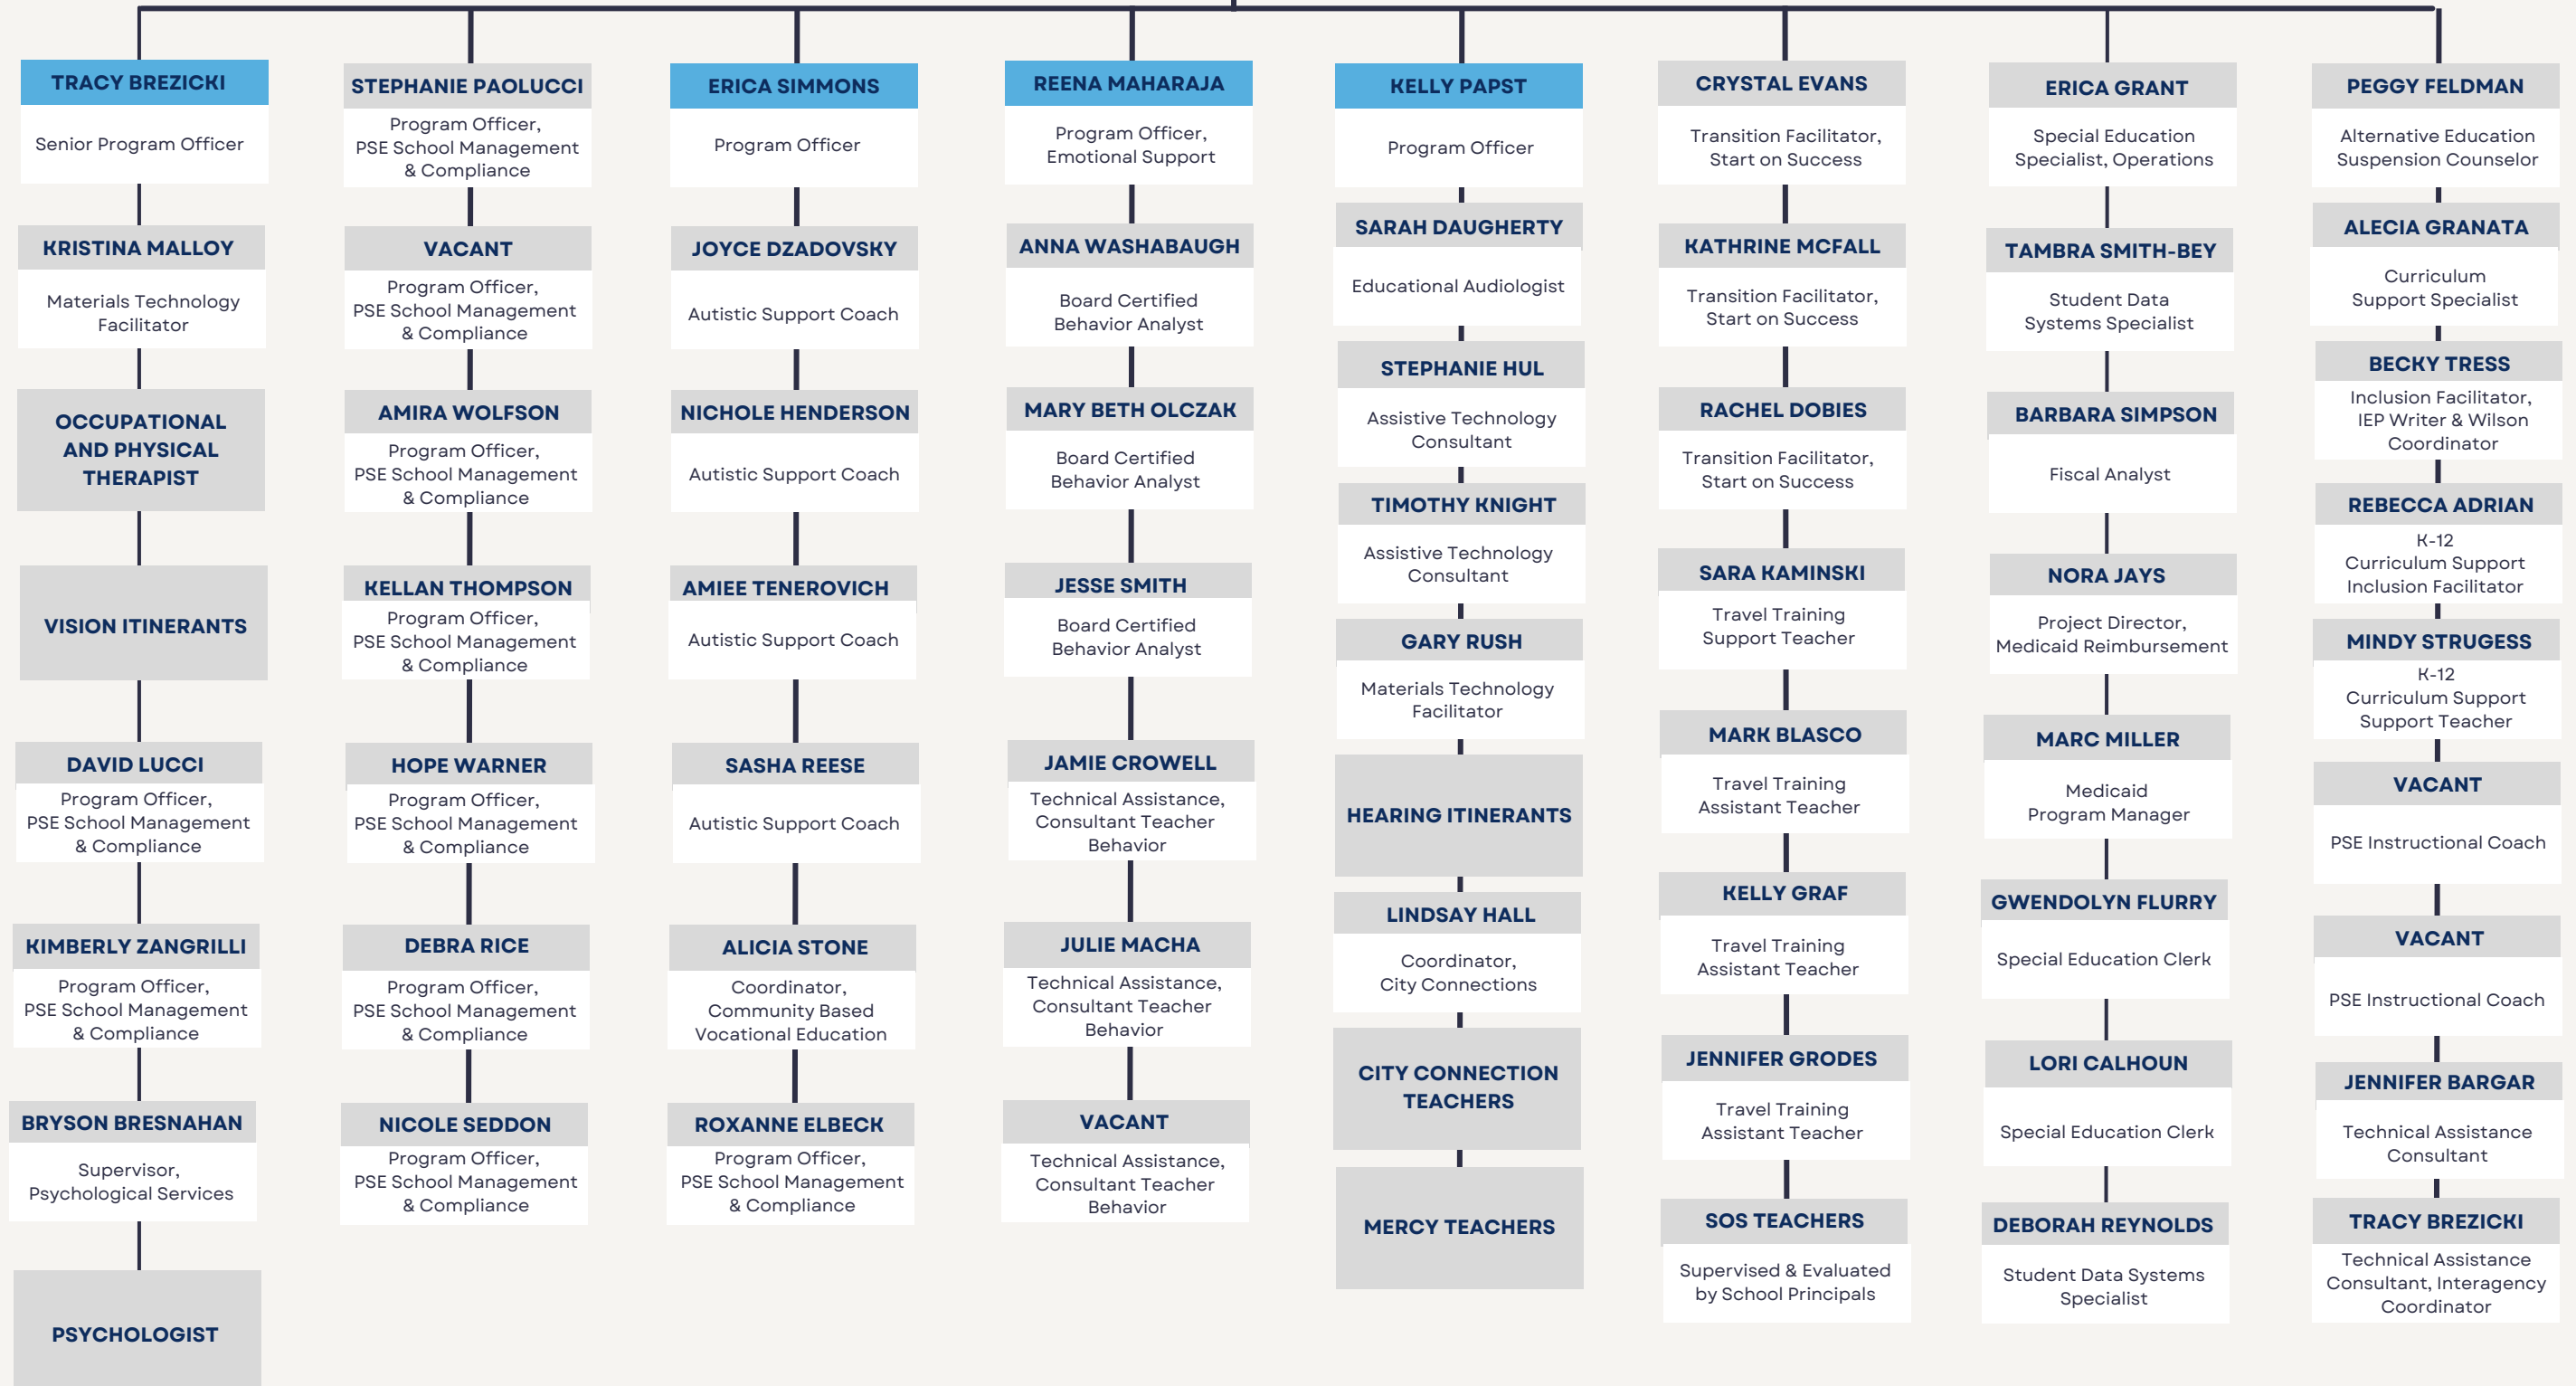 TRACY BREZICKI
Senior Program Officer
KRISTINA MALLOY
Materials Technology
Facilitator
OCCUPATIONAL
AND PHYSICAL
THERAPIST
VISION ITINERANTS
DAVID LUCCI
Program Officer,
PSE School Management
& Compliance
KIMBERLY ZANGRILLI
Program Officer,
PSE School Management
& Compliance
BRYSON BRESNAHAN
Supervisor,
Psychological Services
PSYCHOLOGIST
STEPHANIE PAOLUCCI
Program Officer,
PSE School Management
& Compliance
VACANT
Program Officer,
PSE School Management
& Compliance
AMIRA WOLFSON
Program Officer,
PSE School Management
& Compliance
KELLAN THOMPSON
Program Officer,
PSE School Management
& Compliance
HOPE WARNER
Program Officer,
PSE School Management
& Compliance
DEBRA RICE
Program Officer,
PSE School Management
& Compliance
NICOLE SEDDON
Program Officer,
PSE School Management
& Compliance
ERICA SIMMONS
Program Officer
JOYCE DZADOVSKY
Autistic Support Coach
NICHOLE HENDERSON
Autistic Support Coach
AMIEE TENEROVICH
Autistic Support Coach
SASHA REESE
Autistic Support Coach
ALICIA STONE
Coordinator,
Community Based
Vocational Education
ROXANNE ELBECK
Program Officer,
PSE School Management
& Compliance
REENA MAHARAJA
Program Officer,
Emotional Support
ANNA WASHABAUGH
Board Certified
Behavior Analyst
MARY BETH OLCZAK
Board Certified
Behavior Analyst
JESSE SMITH
Board Certified
Behavior Analyst
JAMIE CROWELL
Technical Assistance,
Consultant Teacher
Behavior
JULIE MACHA
Technical Assistance,
Consultant Teacher
Behavior
VACANT
Technical Assistance,
Consultant Teacher
Behavior
KELLY PAPST
Program Officer
SARAH DAUGHERTY
Educational Audiologist
STEPHANIE HUL
Assistive Technology
Consultant
TIMOTHY KNIGHT
Assistive Technology
Consultant
GARY RUSH
Materials Technology
Facilitator
HEARING ITINERANTS
LINDSAY HALL
Coordinator,
City Connections
CITY CONNECTION
TEACHERS
MERCY TEACHERS
CRYSTAL EVANS
Transition Facilitator,
Start on Success
KATHRINE MCFALL
Transition Facilitator,
Start on Success
RACHEL DOBIES
Transition Facilitator,
Start on Success
SARA KAMINSKI
Travel Training
Support Teacher
MARK BLASCO
Travel Training
Assistant Teacher
KELLY GRAF
Travel Training
Assistant Teacher
JENNIFER GRODES
Travel Training
Assistant Teacher
SOS TEACHERS
Supervised & Evaluated
by School Principals
ERICA GRANT
Special Education
Specialist, Operations
TAMBRA SMITH-BEY
Student Data
Systems Specialist
BARBARA SIMPSON
Fiscal Analyst
NORA JAYS
Project Director,
Medicaid Reimbursement
MARC MILLER
Medicaid
Program Manager
GWENDOLYN FLURRY
Special Education Clerk
LORI CALHOUN
Special Education Clerk
DEBORAH REYNOLDS
Student Data Systems
Specialist
PEGGY FELDMAN
Alternative Education
Suspension Counselor
ALECIA GRANATA
Curriculum
Support Specialist
BECKY TRESS
Inclusion Facilitator,
IEP Writer & Wilson
Coordinator
REBECCA ADRIAN
K-12
Curriculum Support
Inclusion Facilitator
MINDY STRUGESS
K-12
Curriculum Support
Support Teacher
VACANT
PSE Instructional Coach
VACANT
PSE Instructional Coach
JENNIFER BARGAR
Technical Assistance
Consultant
TRACY BREZICKI
Technical Assistance
Consultant, Interagency
Coordinator